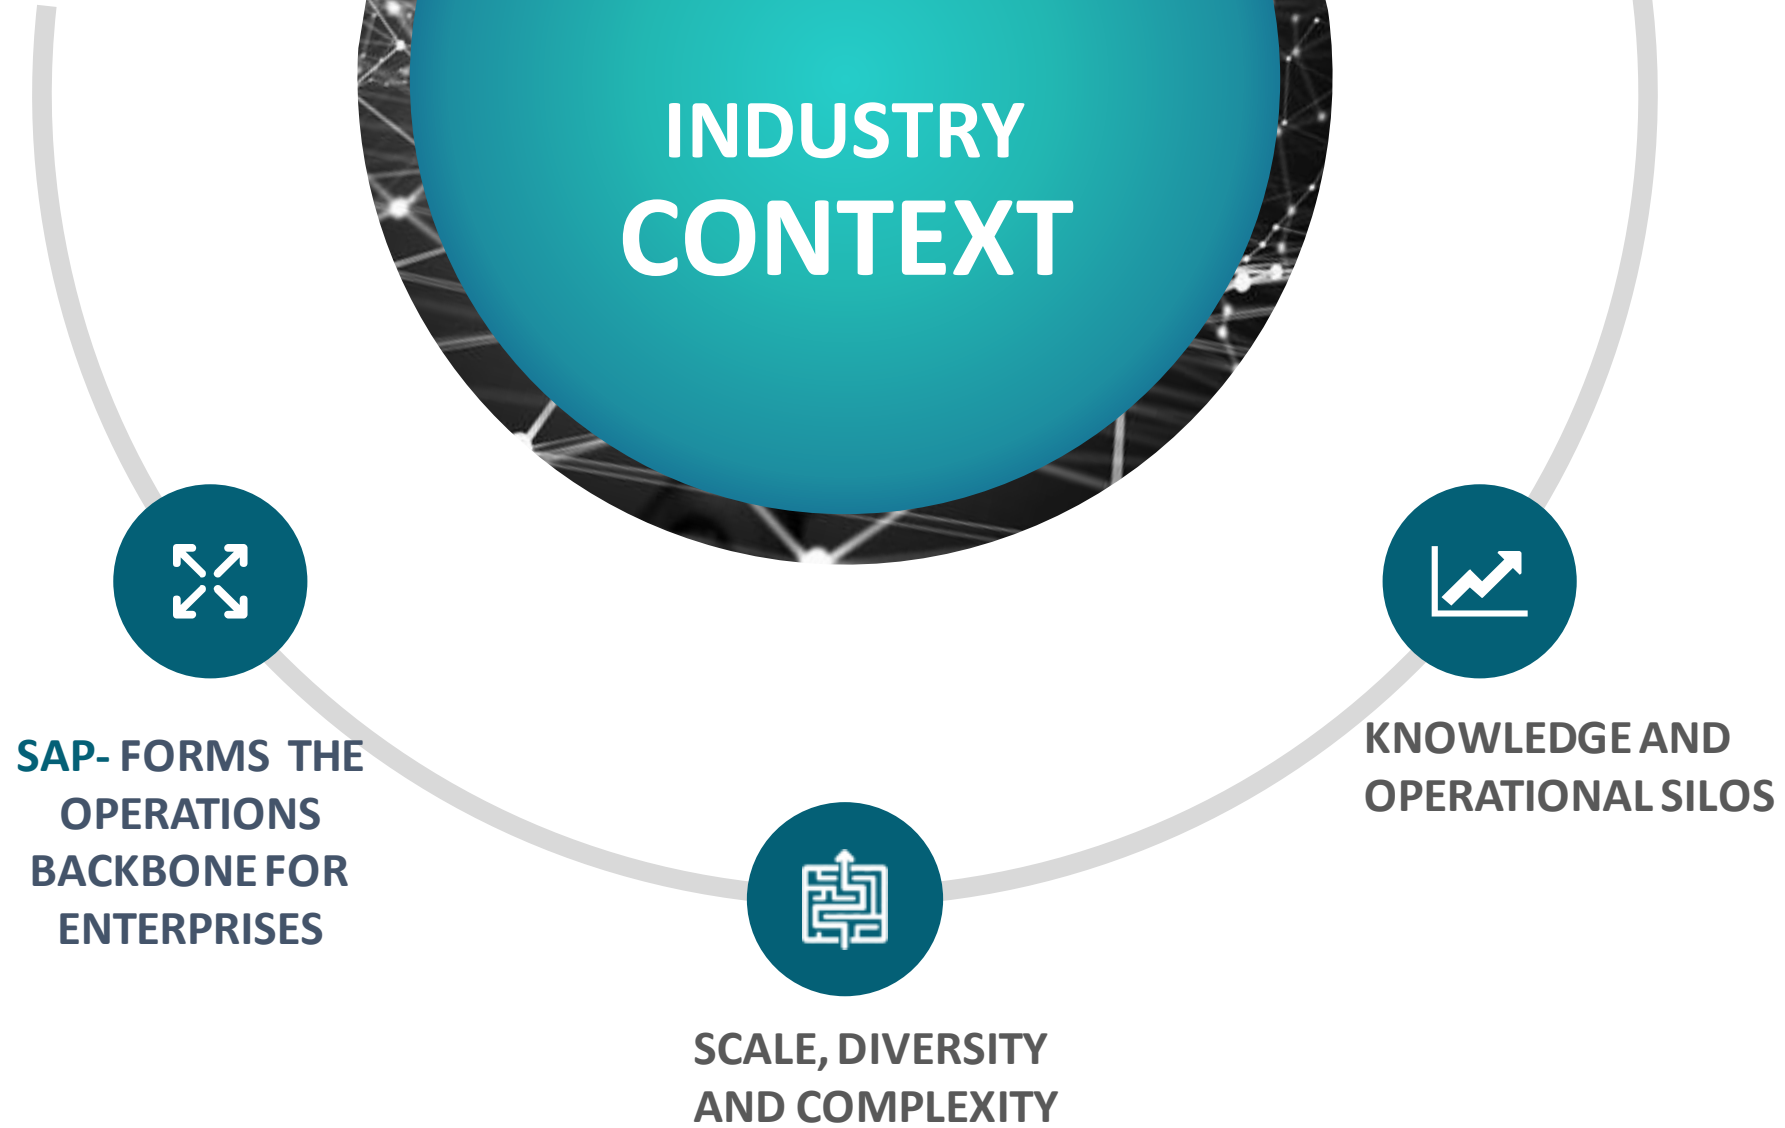 INDUSTRY
CONTEXT
SAP- FORMS THE
OPERATIONS
BACKBONE FOR
ENTERPRISES
SCALE, DIVERSITY
AND COMPLEXITY
KNOWLEDGE AND
OPERATIONAL SILOS